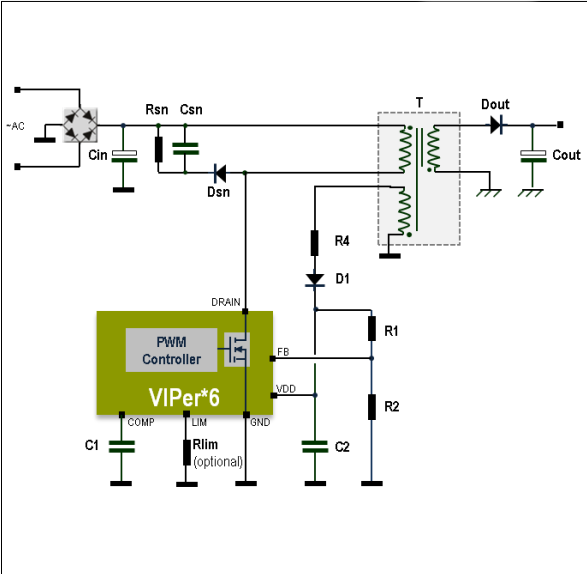 T
Rsn
Csn
Dout
~AC
Cin
Cout
Dsn
R4
D1
DRAIN
PWM
Controller
R1
FB
VIPer*6
VDD
R2
COMP
LIM
GND
C1
Rlim
(optional)
C2